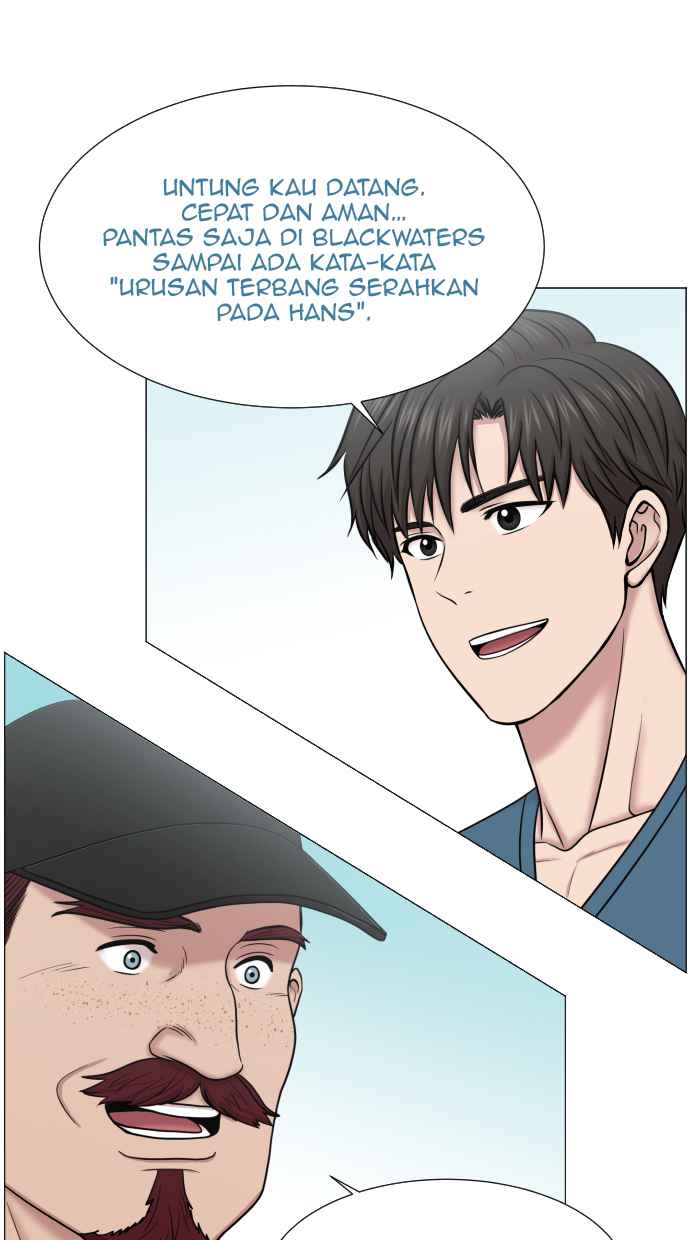 UNTUNG KAU DATANG.
CEPAT DAN AMAN...
PANTAS SAJA DI BLACKWATERS
SAMPAI ADA KATA-KATA
"URUSAN TERBANG SERAHKAN
PADA HANS".